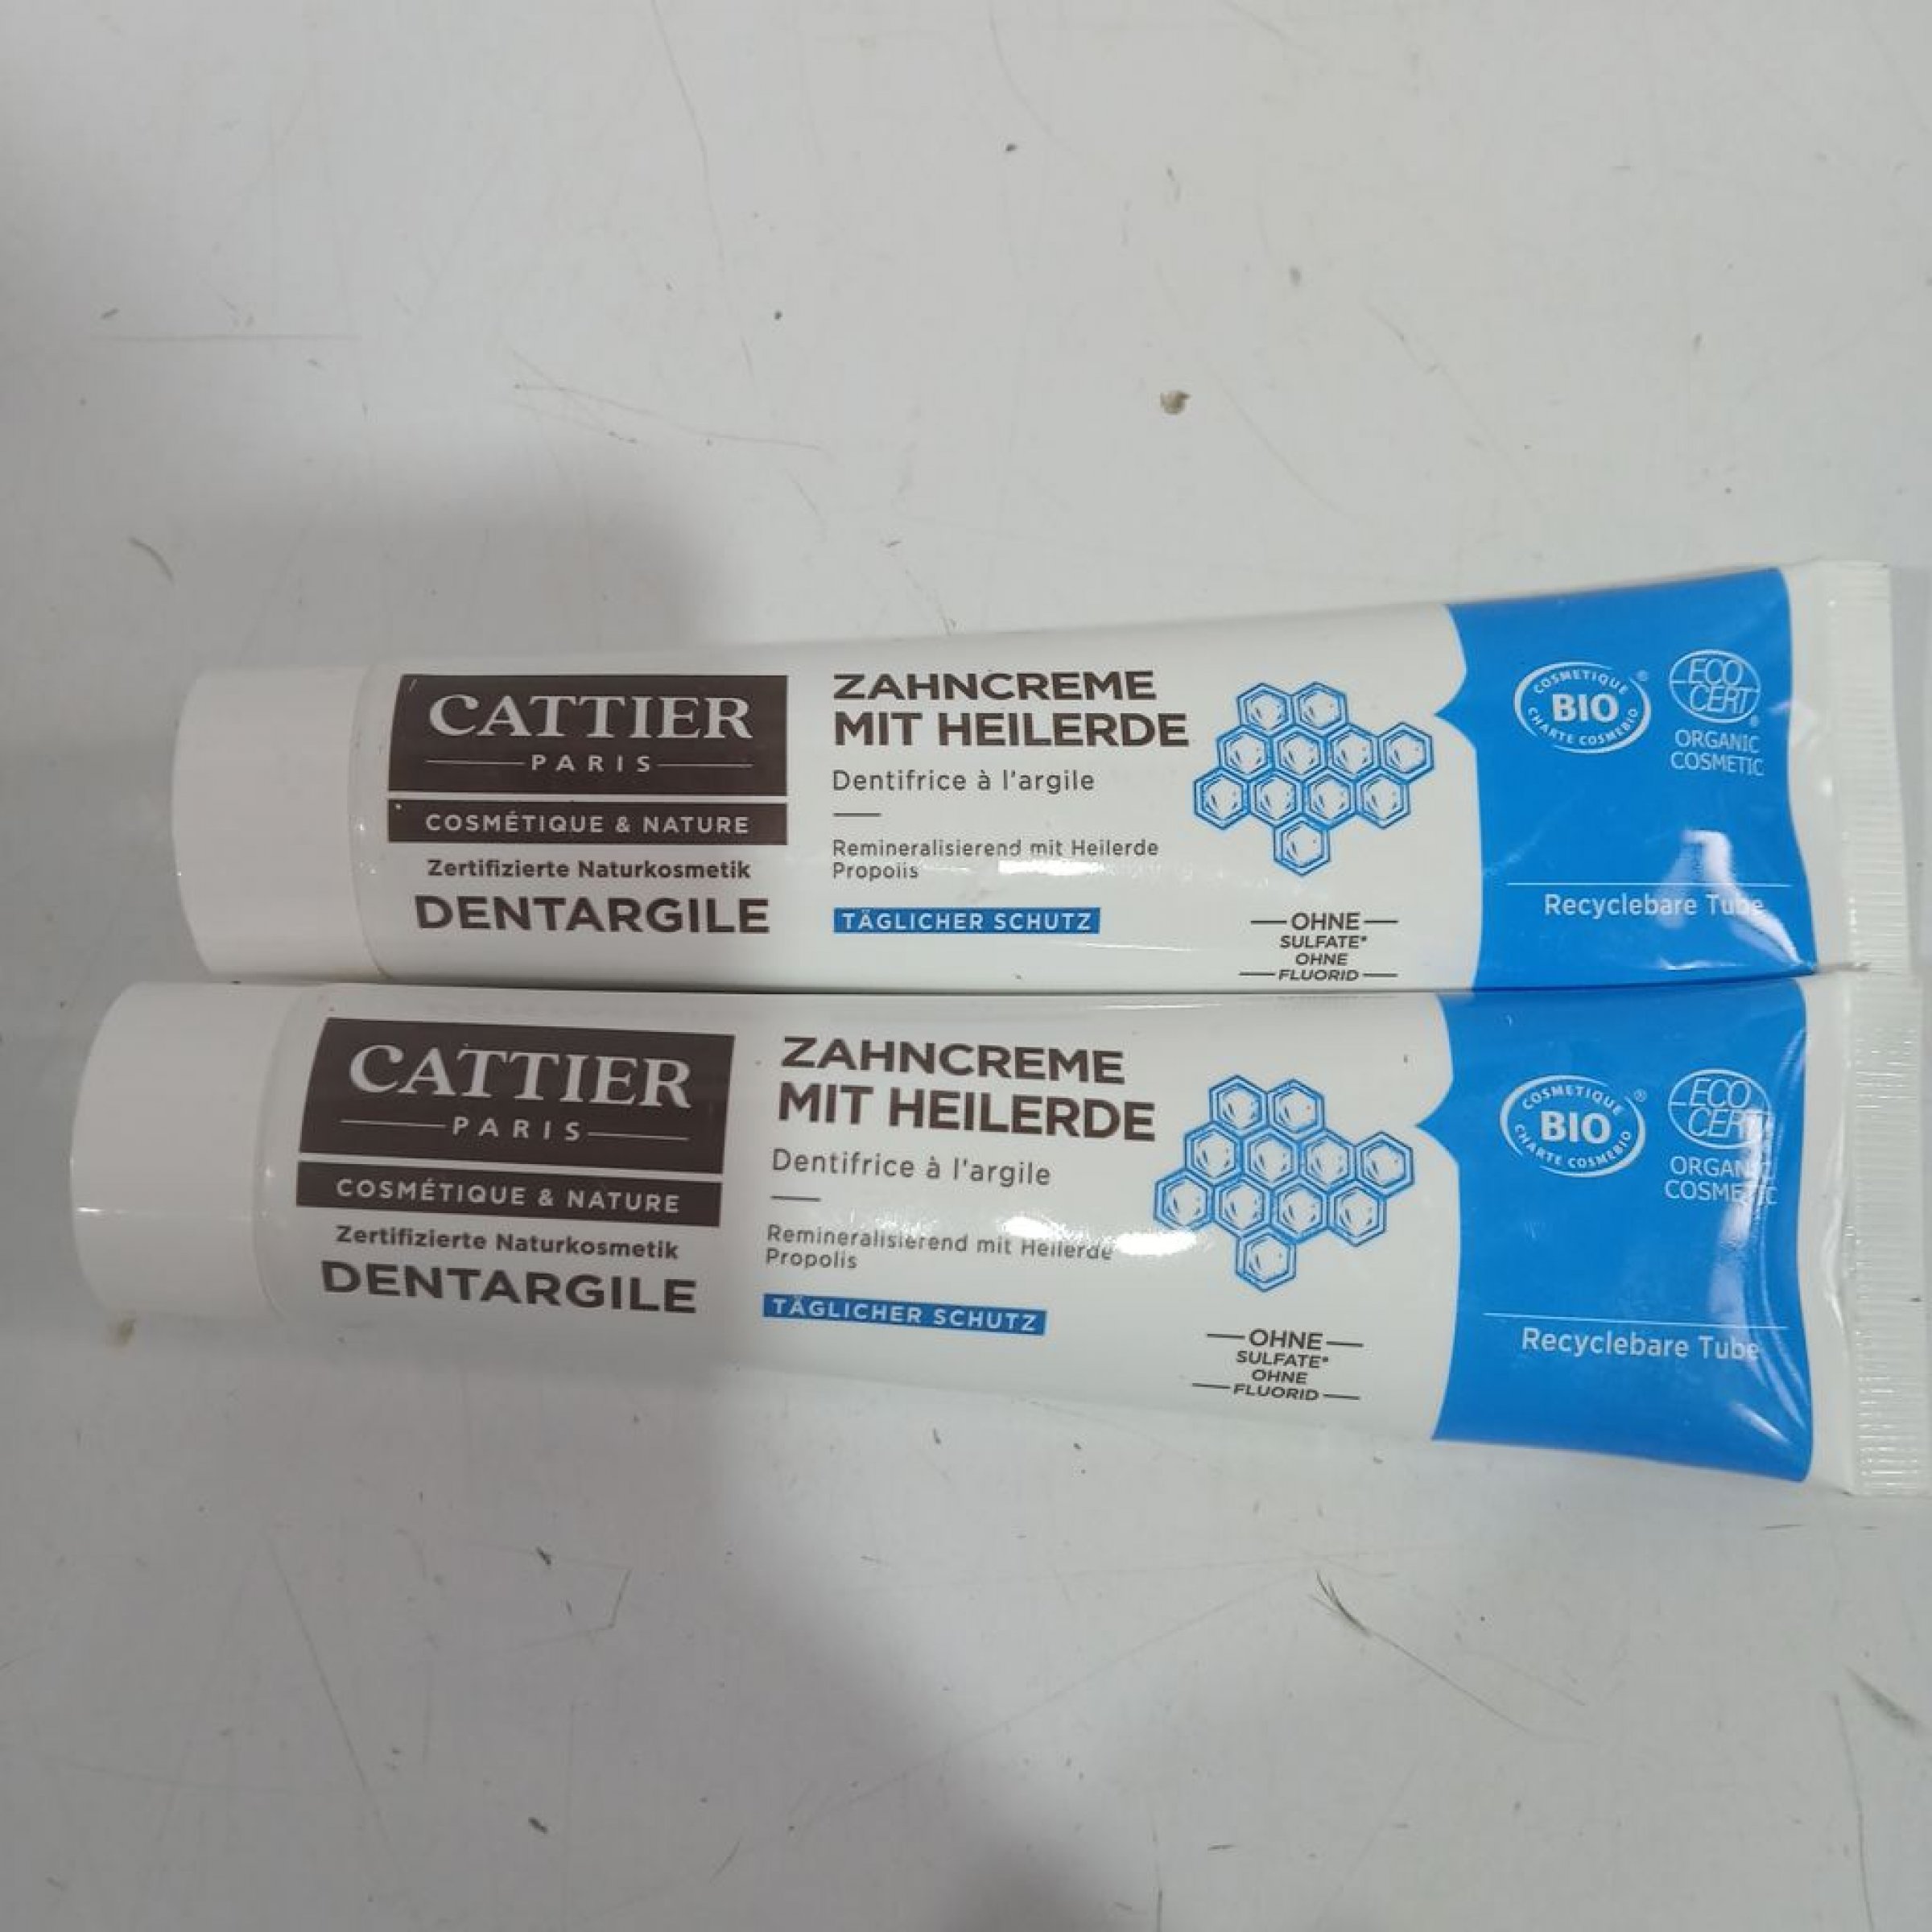 CATTIER
PARIS
COSMÉTIQUE & NATURE
Zertifizierte Naturkosmetik
DENTARGILE
ZAHNCREME
MIT HEILERDE
Dentifrice à l'argile
Remineralisierend mit Heilerde
Propolis
TÄGLICHER SCHUTZ
OHNE
SULFATE*
OHNE
FLUORID
COSMETIQUE
BIO
CHARTE COSMEBIO
®
ECO
CERT
®
ORGANIC
COSMETIC
Recyclebare Tube
CATTIER
PARIS
COSMÉTIQUE & NATURE
Zertifizierte Naturkosmetik
DENTARGILE
ZAHNCREME
MIT HEILERDE
Dentifrice à l'argile
Remineralisierend mit Heilerde
Propolis
TÄGLICHER SCHUTZ
OHNE
SULFATE*
OHNE
FLUORID
COSMETIQUE
BIO
CHARTE COSMEBIO
®
ECO
CERT
ORGANIC
COSMETIC
Recyclebare Tube